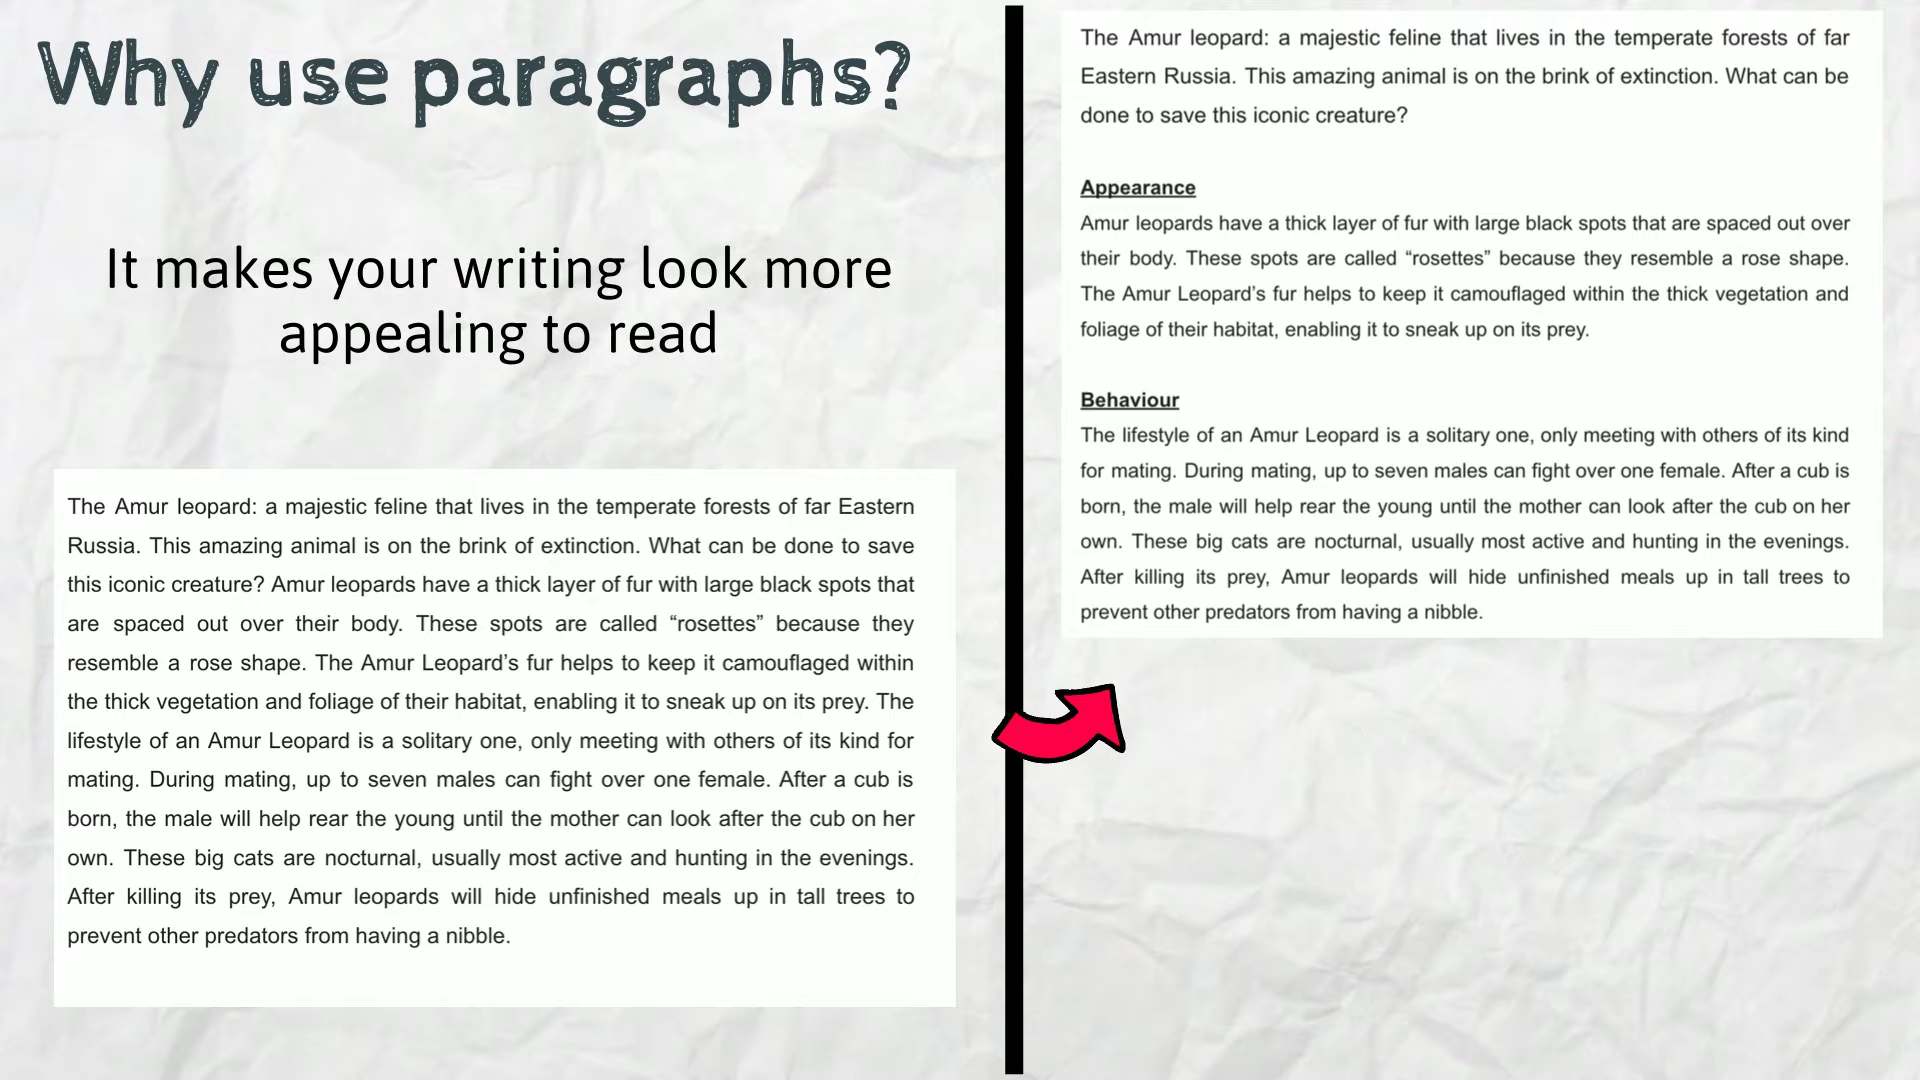 Why use paragraphs?
It makes your writing look more
appealing to read
The Amur leopard: a majestic feline that lives in the temperate forests of far Eastern
Russia. This amazing animal is on the brink of extinction. What can be done to save
this iconic creature? Amur leopards have a thick layer of fur with large black spots that
are spaced out over their body. These spots are called “rosettes” because they
resemble a rose shape. The Amur Leopard’s fur helps to keep it camouflaged within
the thick vegetation and foliage of their habitat, enabling it to sneak up on its prey. The
lifestyle of an Amur Leopard is a solitary one, only meeting with others of its kind for
mating. During mating, up to seven males can fight over one female. After a cub is
born, the male will help rear the young until the mother can look after the cub on her
own. These big cats are nocturnal, usually most active and hunting in the evenings.
After killing its prey, Amur leopards will hide unfinished meals up in tall trees to
prevent other predators from having a nibble.
The Amur leopard: a majestic feline that lives in the temperate forests of far
Eastern Russia. This amazing animal is on the brink of extinction. What can be
done to save this iconic creature?
Appearance
Amur leopards have a thick layer of fur with large black spots that are spaced out over
their body. These spots are called “rosettes” because they resemble a rose shape.
The Amur Leopard’s fur helps to keep it camouflaged within the thick vegetation and
foliage of their habitat, enabling it to sneak up on its prey.
Behaviour
The lifestyle of an Amur Leopard is a solitary one, only meeting with others of its kind
for mating. During mating, up to seven males can fight over one female. After a cub is
born, the male will help rear the young until the mother can look after the cub on her
own. These big cats are nocturnal, usually most active and hunting in the evenings.
After killing its prey, Amur leopards will hide unfinished meals up in tall trees to
prevent other predators from having a nibble.